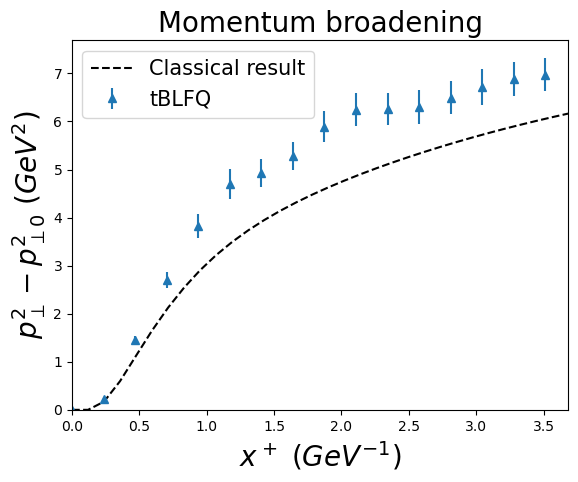 Momentum broadening
Classical result
tBLFQ
p²⊥ − p²⊥0 (GeV²)
7
6
5
4
3
2
1
0
0.0 0.5 1.0 1.5 2.0 2.5 3.0 3.5
x⁺ (GeV⁻¹)